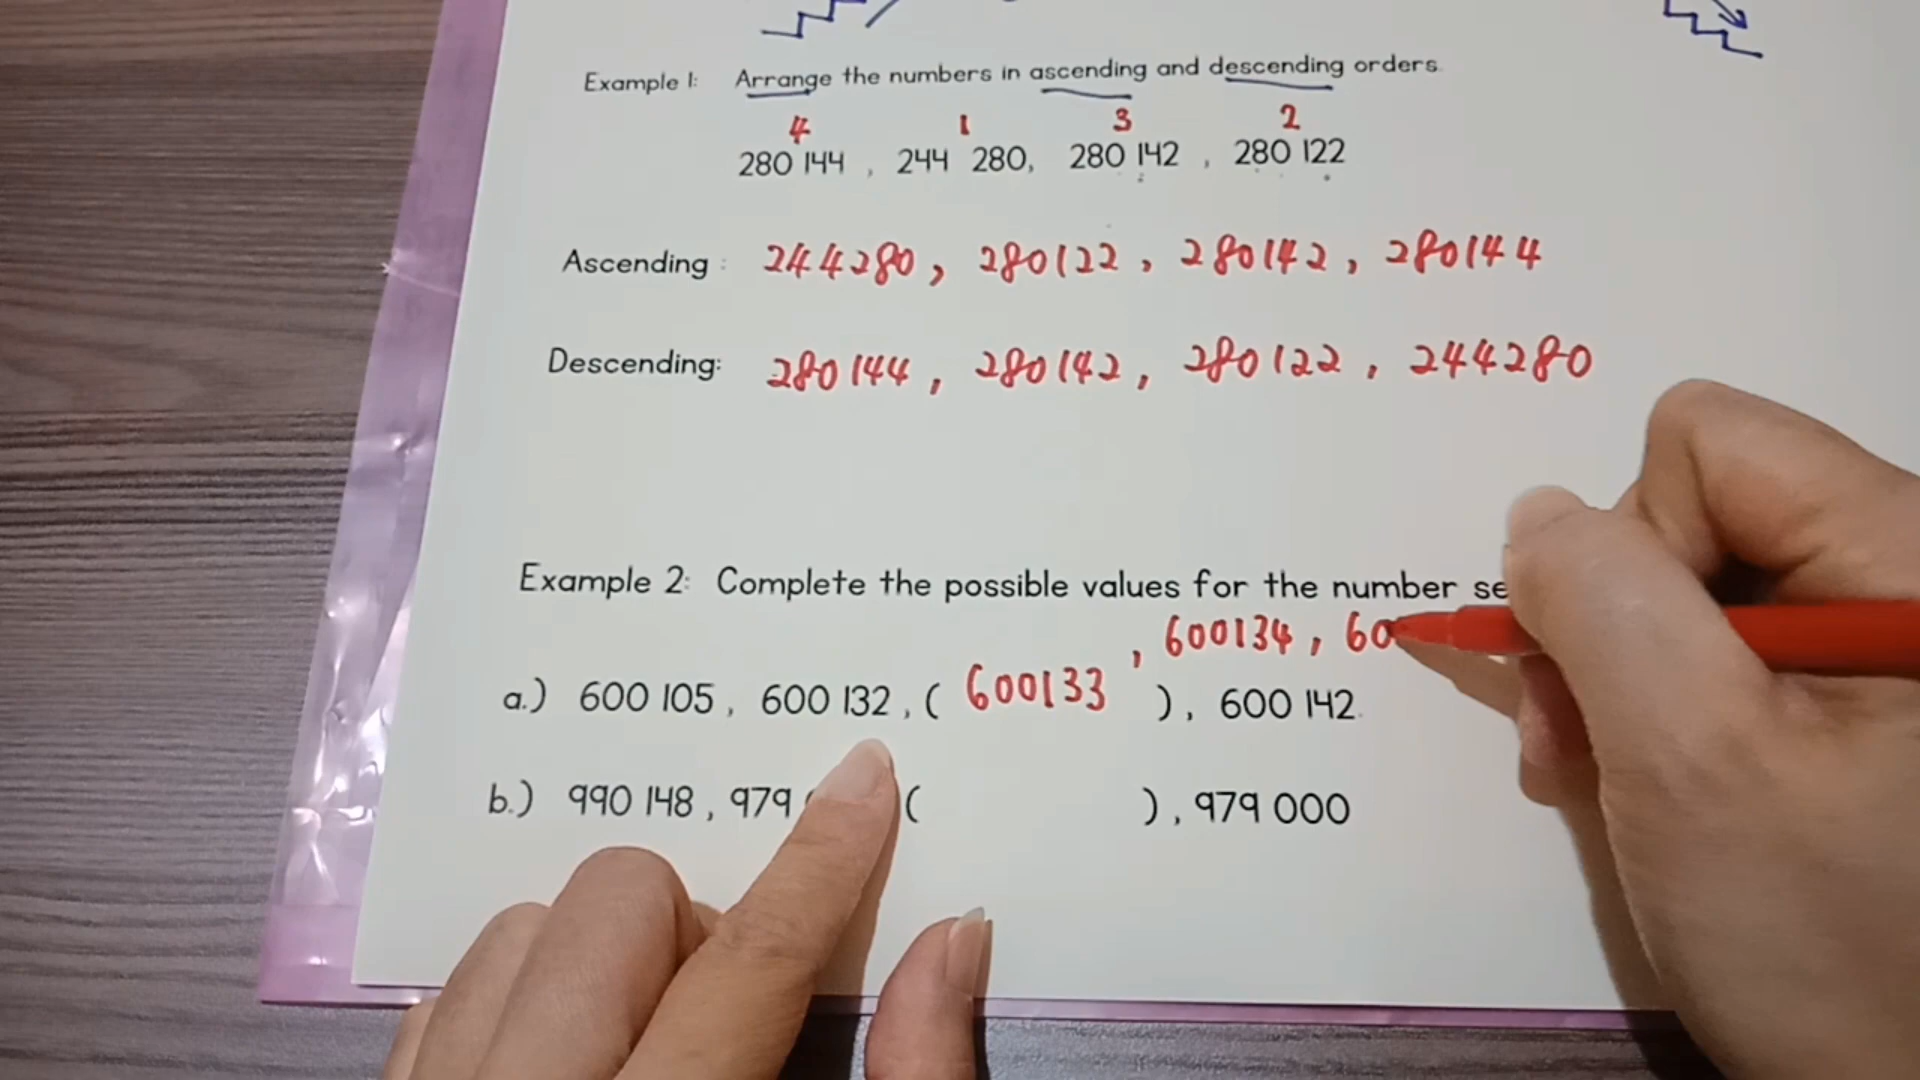 Example 1: Arrange the numbers in ascending and descending orders.
4 1 3 2
280 144 , 244 280, 280 142 , 280 122
Ascending : 244280, 280122, 280142, 280144
Descending: 280144, 280142, 280122, 244280
Example 2: Complete the possible values for the number
, 600134, 60
a.) 600 105, 600 132, ( 600133 ), 600 142.
b.) 990 148, 979 ( ), 979 000